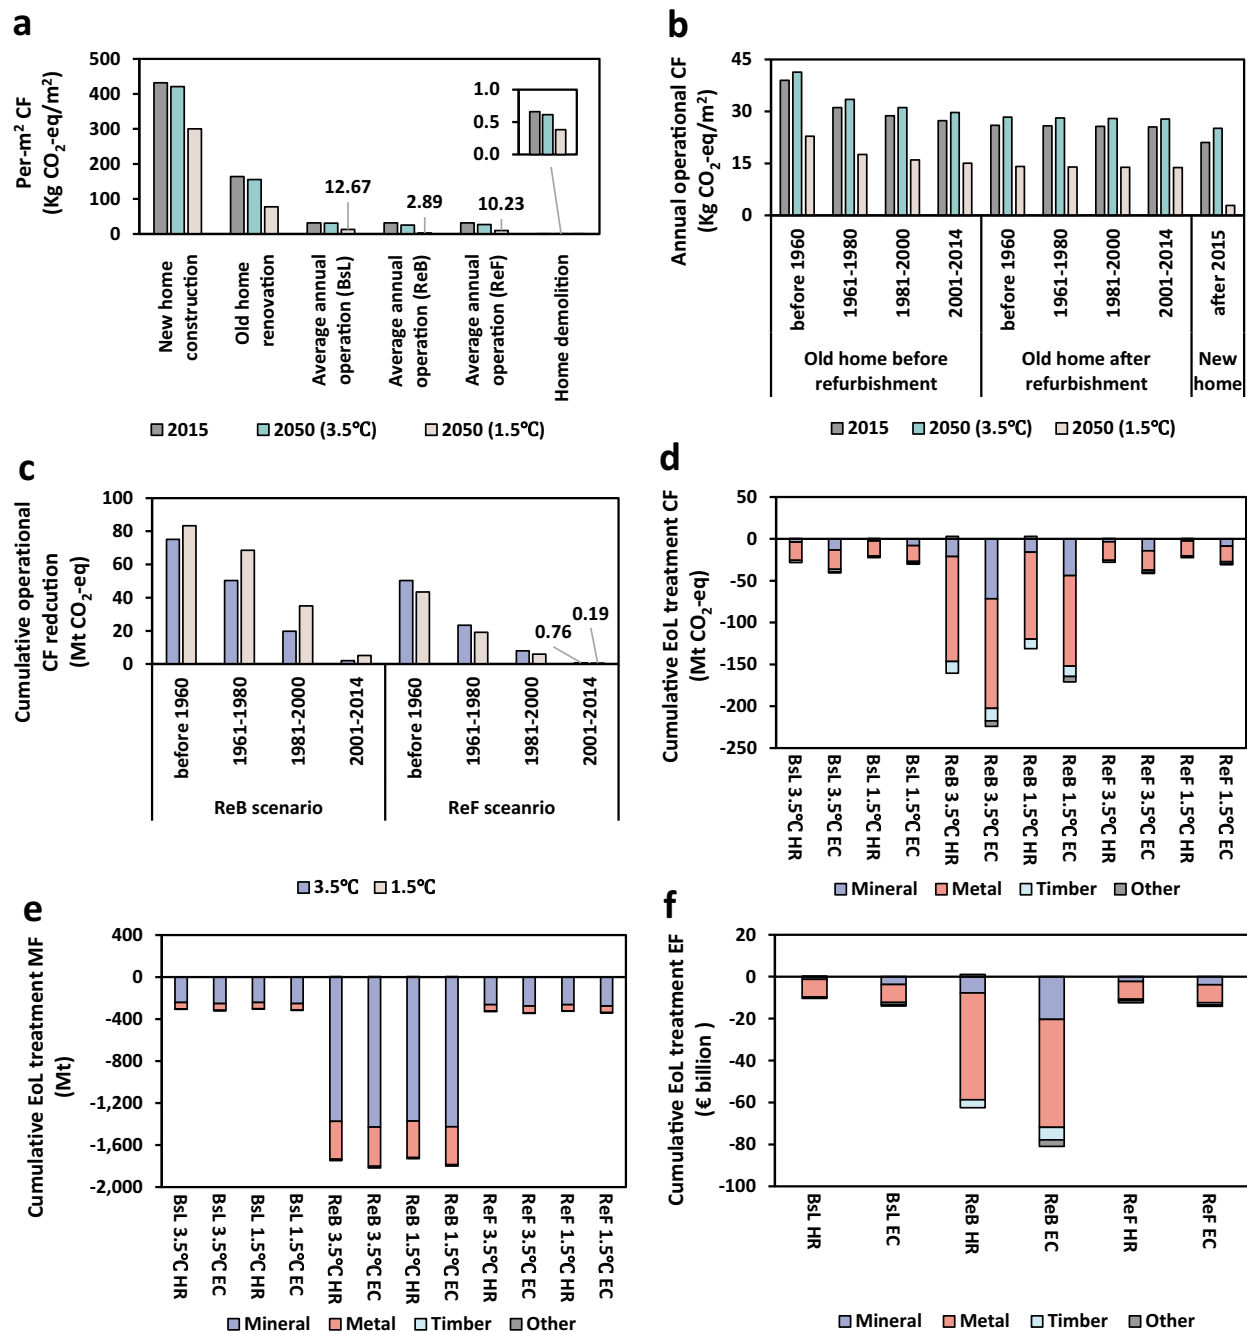 a
Per-m² CF
(Kg CO₂-eq/m²)
500
400
300
200
100
0
1.0
0.5
0.0
12.67
2.89
10.23
New home
construction
Old home
renovation
Average annual
operation (BsL)
Average annual
operation (ReB)
Average annual
operation (ReF)
Home demolition
2015
2050 (3.5℃)
2050 (1.5℃)
b
Annual operational CF
(Kg CO₂-eq/m²)
45
30
15
0
before 1960
1961-1980
1981-2000
2001-2014
before 1960
1961-1980
1981-2000
2001-2014
after 2015
Old home before
refurbishment
Old home after
refurbishment
New
home
2015
2050 (3.5℃)
2050 (1.5℃)
c
Cumulative operational
CF redcution
(Mt CO₂-eq)
100
80
60
40
20
0
0.76
0.19
before 1960
1961-1980
1981-2000
2001-2014
before 1960
1961-1980
1981-2000
2001-2014
ReB scenario
ReF sceanrio
3.5℃
1.5℃
d
Cumulative EoL treatment CF
(Mt CO₂-eq)
50
0
-50
-100
-150
-200
-250
BsL 3.5℃ HR
BsL 3.5℃ EC
BsL 1.5℃ HR
BsL 1.5℃ EC
ReB 3.5℃ HR
ReB 3.5℃ EC
ReB 1.5℃ HR
ReB 1.5℃ EC
ReF 3.5℃ HR
ReF 3.5℃ EC
ReF 1.5℃ HR
ReF 1.5℃ EC
Mineral
Metal
Timber
Other
e
Cumulative EoL treatment MF
(Mt)
400
0
-400
-800
-1,200
-1,600
-2,000
BsL 3.5℃ HR
BsL 3.5℃ EC
BsL 1.5℃ HR
BsL 1.5℃ EC
ReB 3.5℃ HR
ReB 3.5℃ EC
ReB 1.5℃ HR
ReB 1.5℃ EC
ReF 3.5℃ HR
ReF 3.5℃ EC
ReF 1.5℃ HR
ReF 1.5℃ EC
Mineral
Metal
Timber
Other
f
Cumulative EoL treatment EF
(€ billion )
20
0
-20
-40
-60
-80
-100
BsL HR
BsL EC
ReB HR
ReB EC
ReF HR
ReF EC
Mineral
Metal
Timber
Other